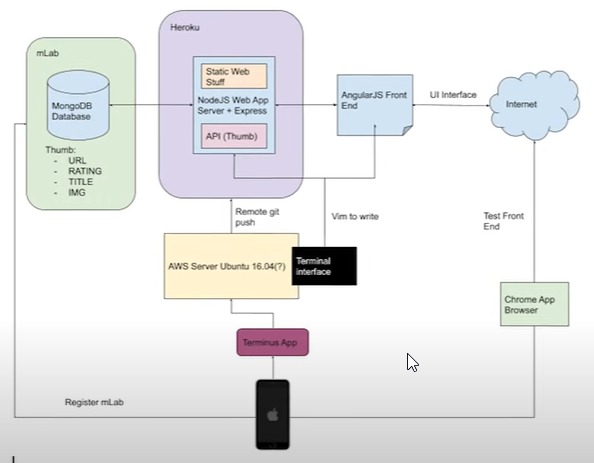 Heroku
mLab
MongoDB
Database
Thumb:
- URL
- RATING
- TITLE
- IMG
Static Web
Stuff
NodeJS Web App
Server + Express
API (Thumb)
AngularJS Front
End
UI Interface
Internet
Remote git
push
Vim to write
Test Front
End
AWS Server Ubuntu 16.04(?)
Terminal
interface
Chrome App
Browser
Terminus App
Register mLab